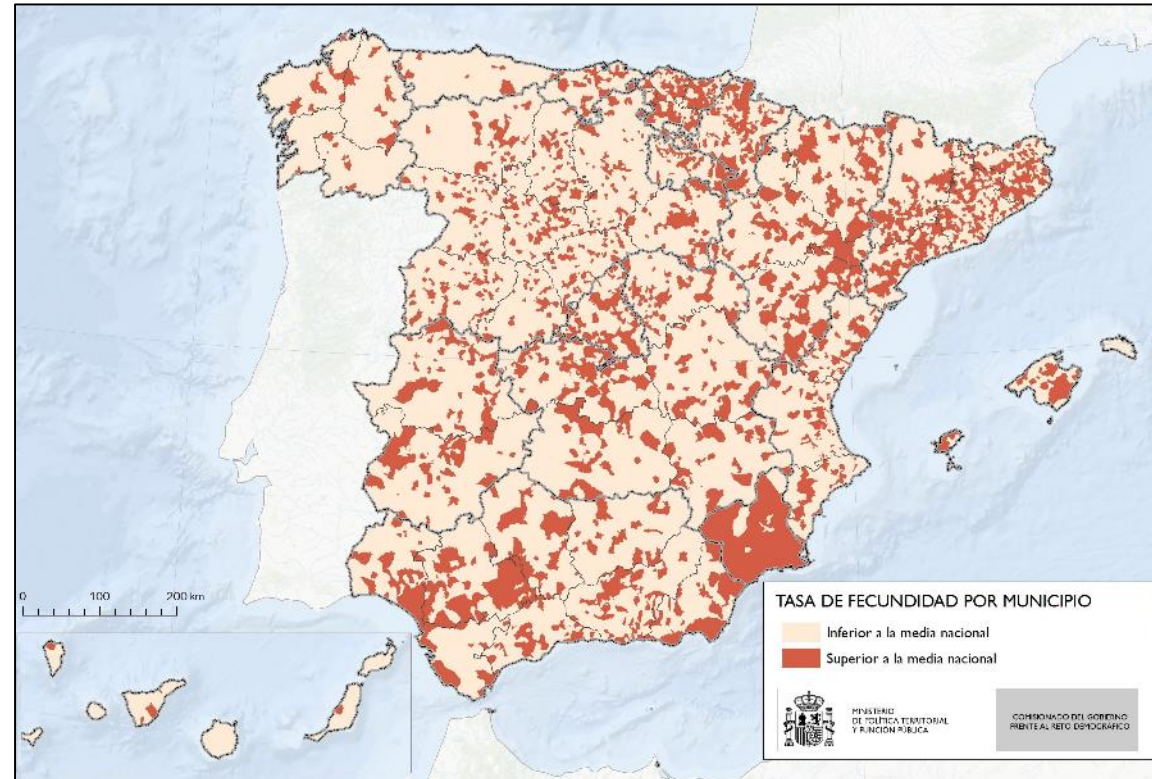 0 100 200 km
TASA DE FECUNDIDAD POR MUNICIPIO
Inferior a la media nacional
Superior a la media nacional
MINISTERIO
DE POLÍTICA TERRITORIAL
Y FUNCIÓN PÚBLICA
COMISIONADO DEL GOBIERNO
FRENTE AL RETO DEMOGRÁFICO